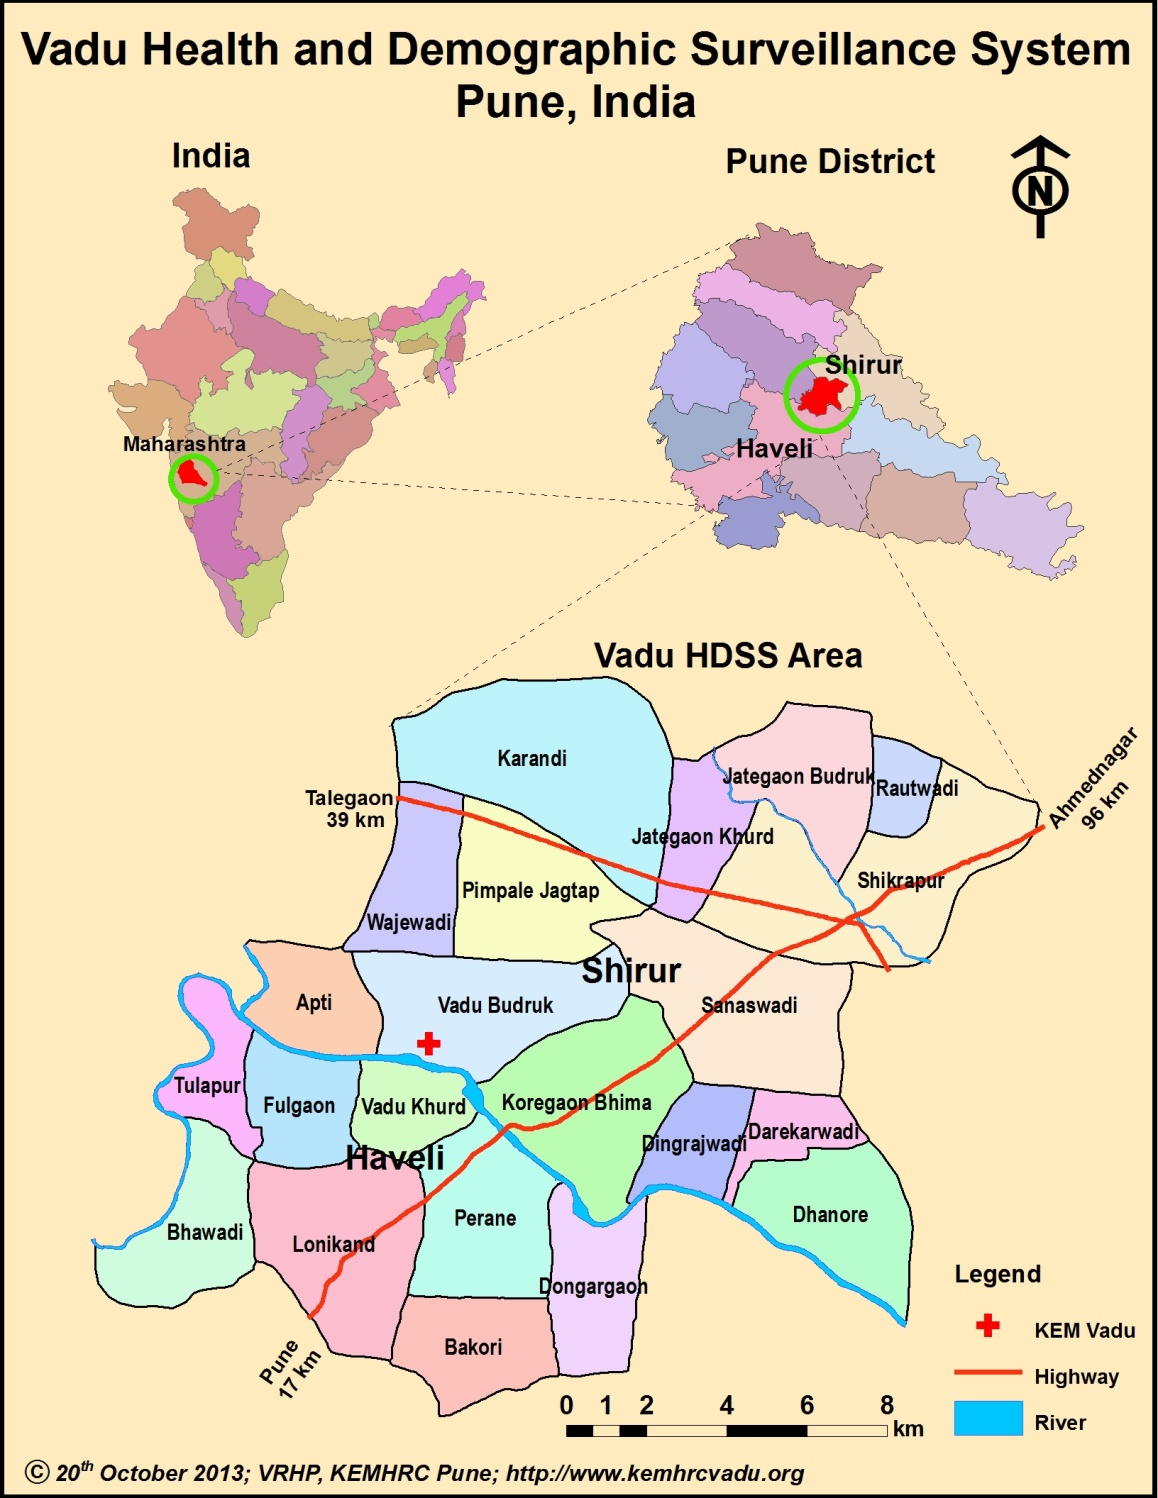 Vadu Health and Demographic Surveillance System
Pune, India
India
Pune District
N
Maharashtra
Shirur
Haveli
Vadu HDSS Area
Karandi
Jategaon Budruk
Rautwadi
Talegaon
39 km
Ahmednagar
96 km
Jategaon Khurd
Shikrapur
Pimpale Jagtap
Wajewadi
Shirur
Apti
Vadu Budruk
Sanaswadi
Tulapur
Fulgaon
Vadu Khurd
Koregaon Bhima
Dingrajwadi
Darekarwadi
Haveli
Bhawadi
Lonikand
Perane
Dhanore
Dongargaon
Bakori
Pune
17 km
Legend
KEM Vadu
Highway
River
0 1 2 4 6 8
km
© 20th October 2013; VRHP, KEMHRC Pune; http://www.kemhrcvadu.org